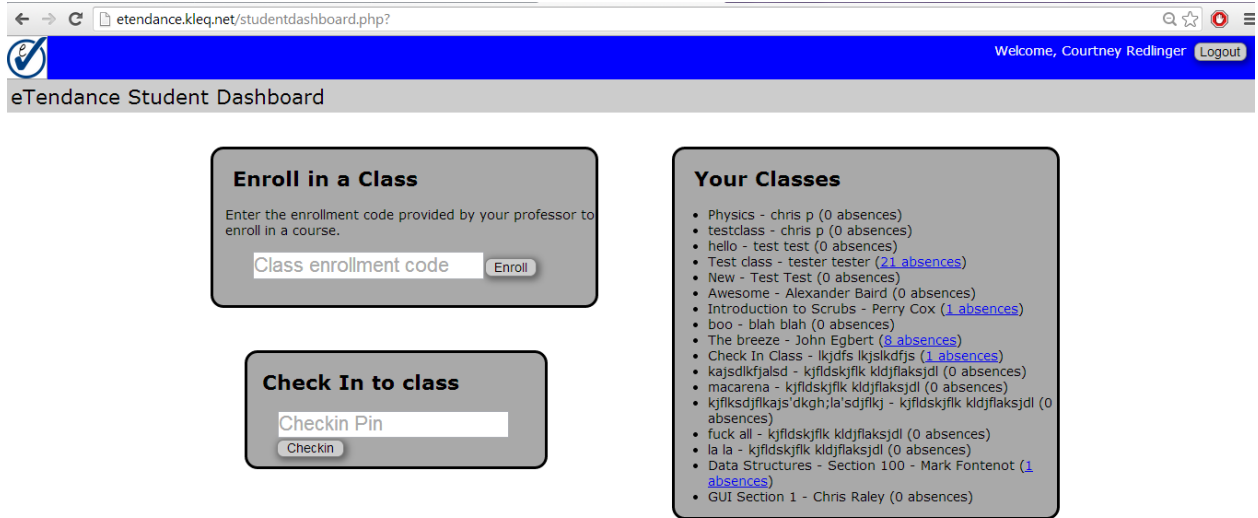 etendance.kleq.net/studentdashboard.php?
Welcome, Courtney Redlinger Logout
eTendance Student Dashboard
Enroll in a Class
Enter the enrollment code provided by your professor to
enroll in a course.
Class enrollment code Enroll
Check In to class
Checkin Pin
Checkin
Your Classes
Physics - chris p (0 absences)
testclass - chris p (0 absences)
hello - test test (0 absences)
Test class - tester tester (21 absences)
New - Test Test (0 absences)
Awesome - Alexander Baird (0 absences)
Introduction to Scrubs - Perry Cox (1 absences)
boo - blah blah (0 absences)
The breeze - John Egbert (8 absences)
Check In Class - lkjdfs lkjslkdfjs (1 absences)
kajsdlkfjalsd - kjfldskjflk kldjflaksjdl (0 absences)
macarena - kjfldskjflk kldjflaksjdl (0 absences)
kjflksdjflkajs'dkgh;la'sdjflkj - kjfldskjflk kldjflaksjdl (0
absences)
fuck all - kjfldskjflk kldjflaksjdl (0 absences)
la la - kjfldskjflk kldjflaksjdl (0 absences)
Data Structures - Section 100 - Mark Fontenot (1
absences)
GUI Section 1 - Chris Raley (0 absences)